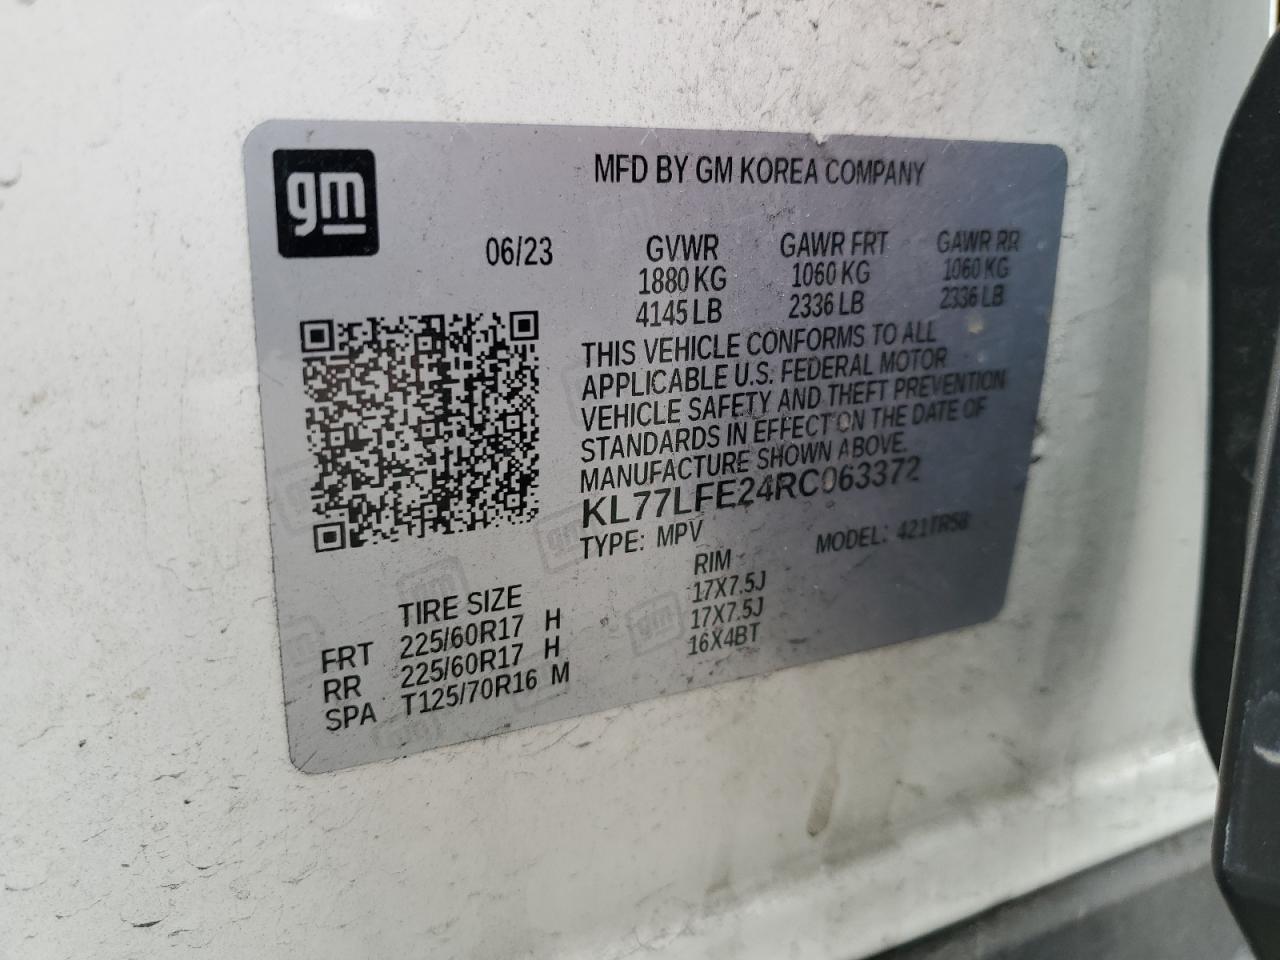 gm
MFD BY GM KOREA COMPANY
06/23 GVWR GAWR FRT GAWR RR
1880 KG 1060 KG 1060 KG
4145 LB 2336 LB 2336 LB
THIS VEHICLE CONFORMS TO ALL
APPLICABLE U.S. FEDERAL MOTOR
VEHICLE SAFETY AND THEFT PREVENTION
STANDARDS IN EFFECT ON THE DATE OF
MANUFACTURE SHOWN ABOVE.
KL77LFE24RC063372
TYPE: MPV MODEL: 421TR58
TIRE SIZE RIM
FRT 225/60R17 H 17X7.5J
RR 225/60R17 H 17X7.5J
SPA T125/70R16 M 16X4BT